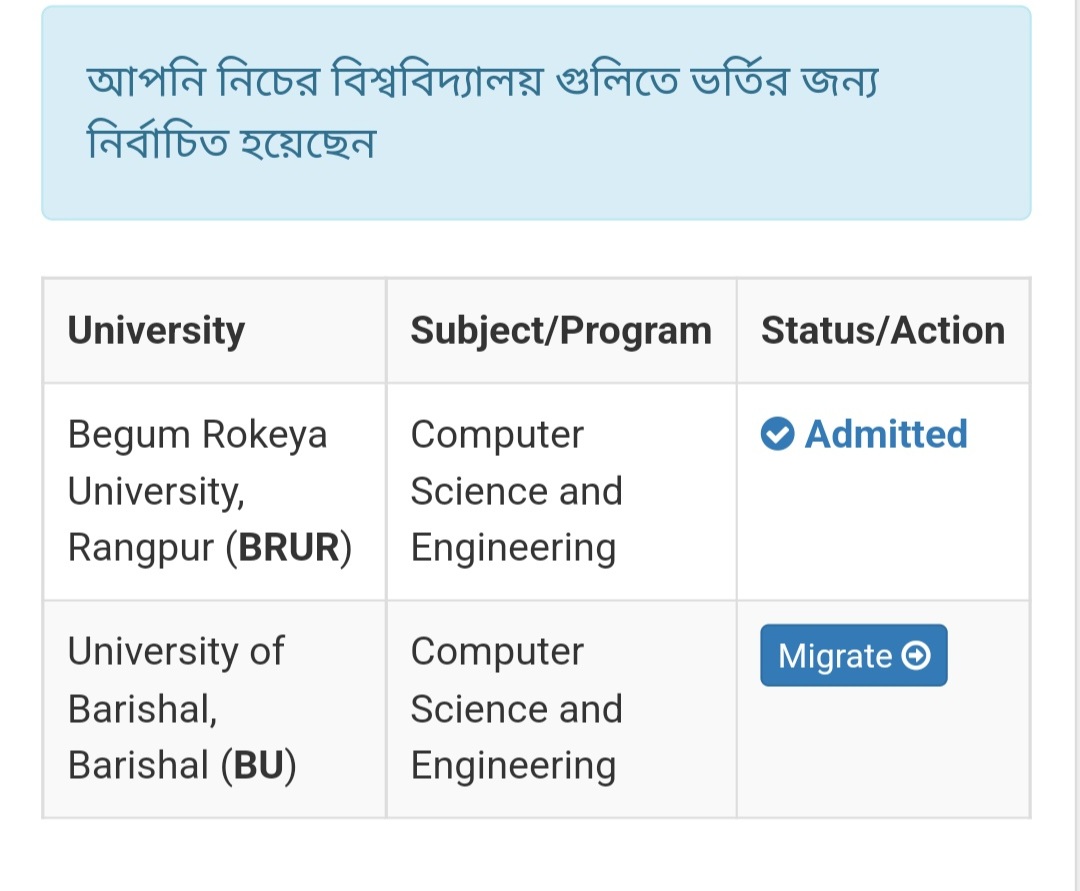 আপনি নিচের বিশ্ববিদ্যালয় গুলিতে ভর্তির জন্য
নির্বাচিত হয়েছেন
University
Subject/Program
Status/Action
Begum Rokeya
University,
Rangpur (BRUR)
Computer
Science and
Engineering
Admitted
University of
Barishal,
Barishal (BU)
Computer
Science and
Engineering
Migrate